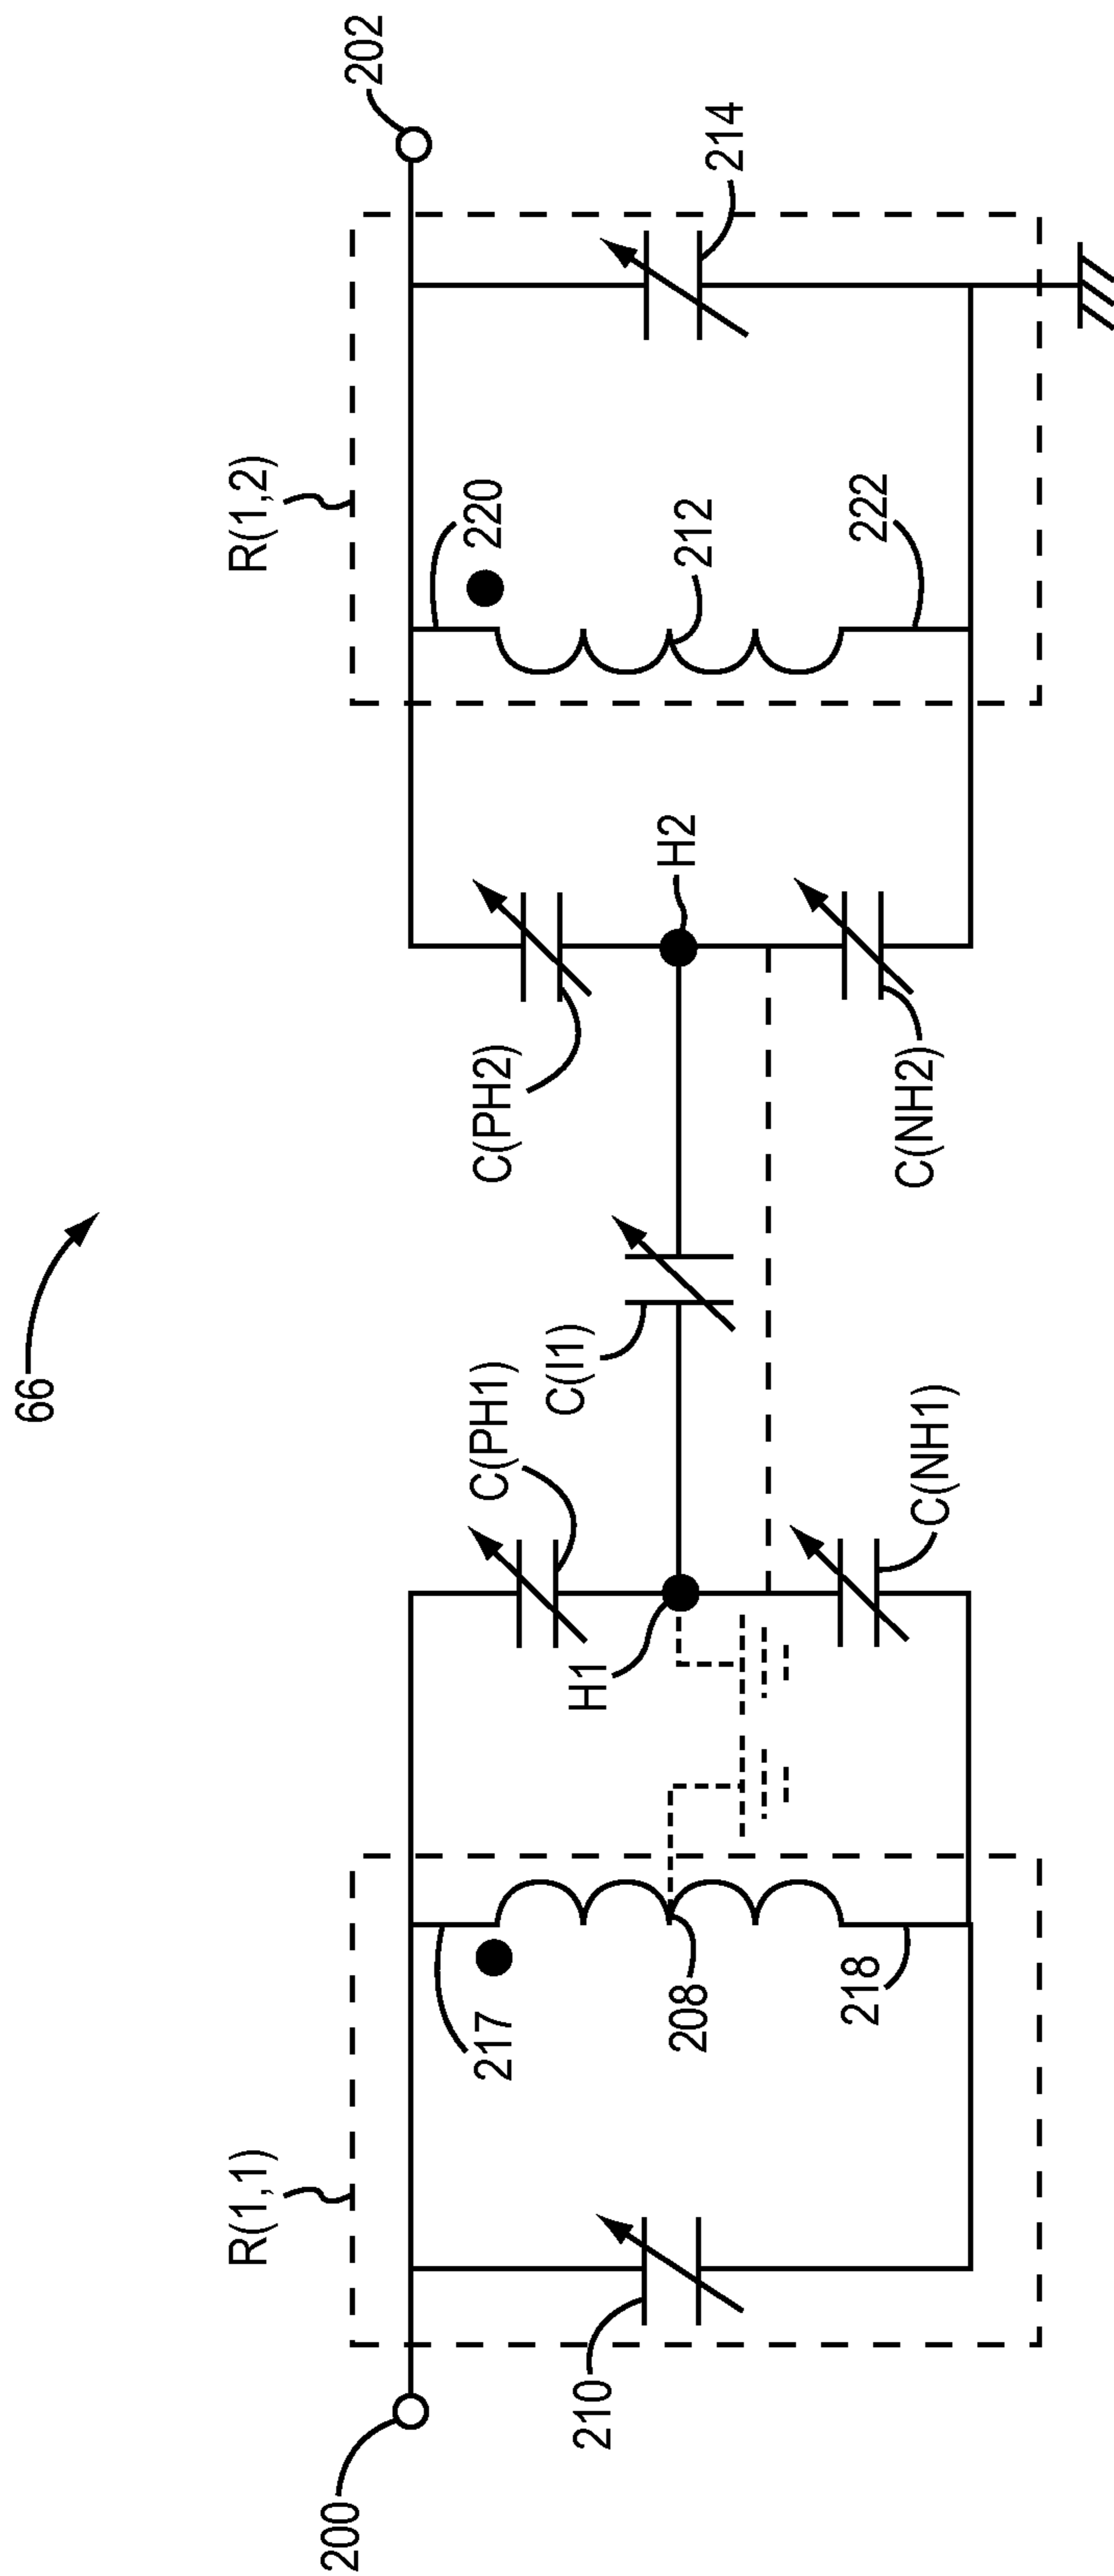 66
R(1,1)
R(1,2)
200
202
217
C(PH1)
C(PH2)
220
210
H1
C(I1)
H2
214
208
212
218
C(NH1)
C(NH2)
222